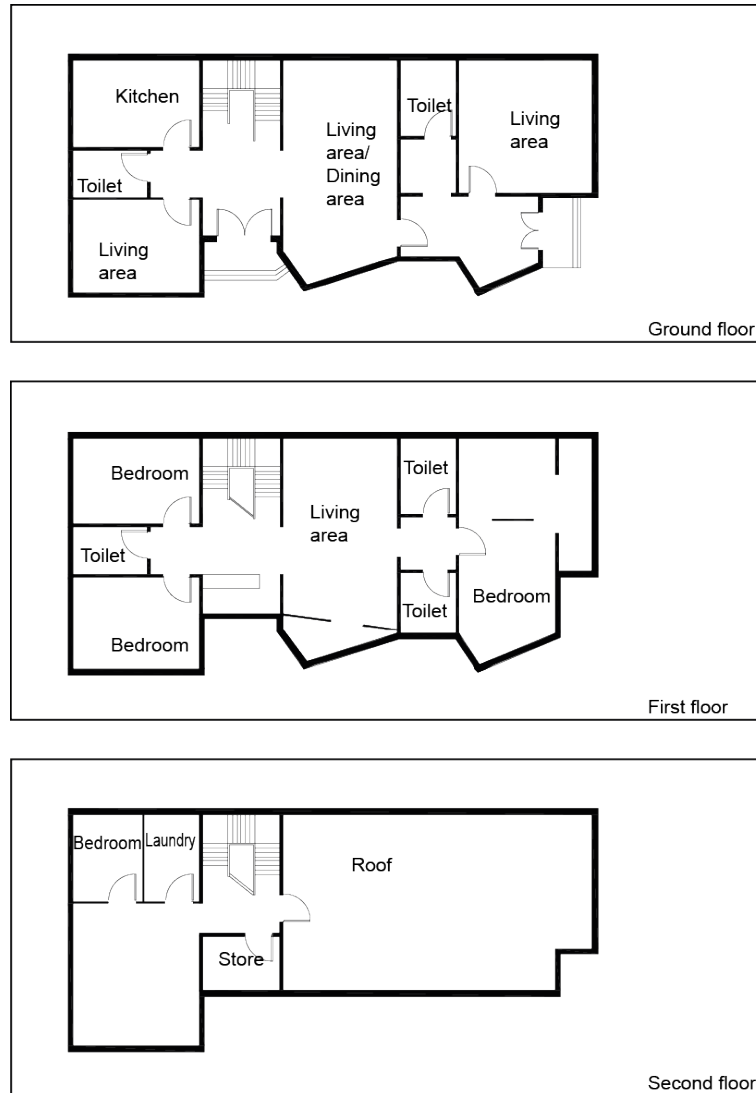 Kitchen
Toilet
Living
area
Living
area/
Dining
area
Toilet
Living
area
Ground floor
Bedroom
Toilet
Bedroom
Living
area
Toilet
Toilet
Bedroom
First floor
Bedroom
Laundry
Store
Roof
Second floor